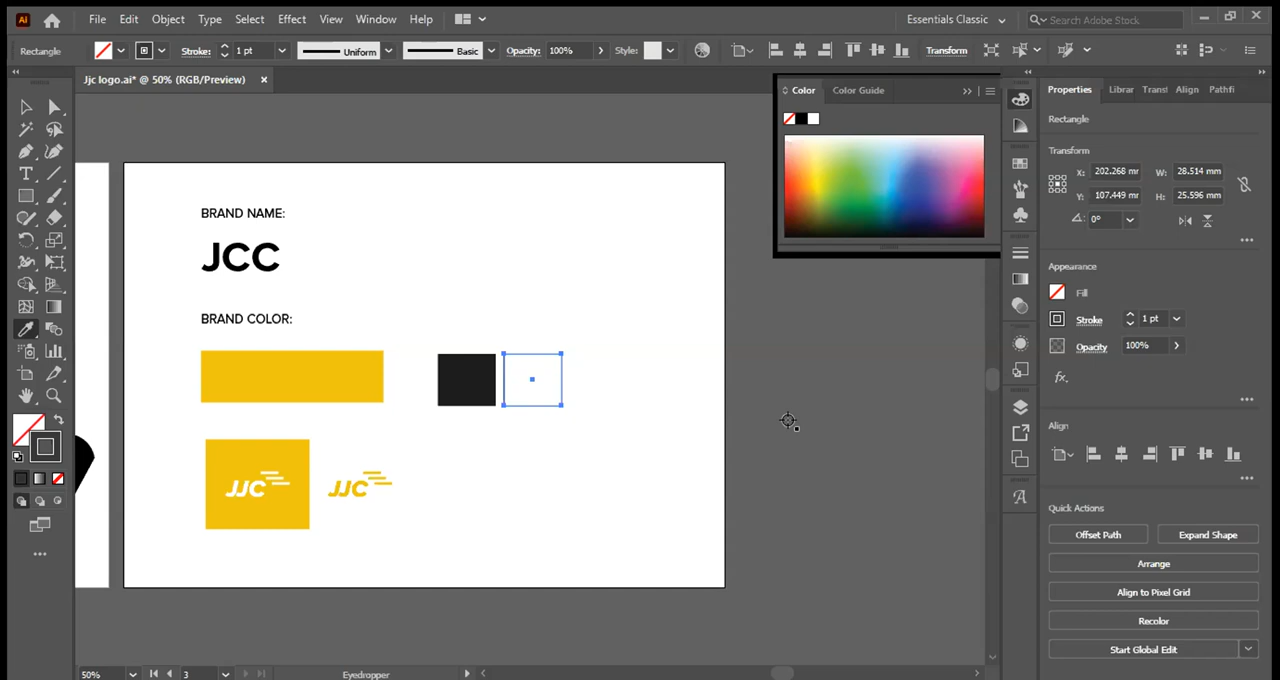 Ai File Edit Object Type Select Effect View Window Help Essentials Classic Search Adobe Stock
Rectangle Stroke: 1 pt Uniform Basic Opacity: 100% Style: Transform
Jjc logo.ai* @ 50% (RGB/Preview)
Color Color Guide
Properties Librar Transf Align Pathfi
Rectangle
Transform
X: 202.268 mr W: 28.514 mm
Y: 107.449 mr H: 25.596 mm
0°
Appearance
Fill
Stroke 1 pt
Opacity 100%
fx
Align
Quick Actions
Offset Path Expand Shape
Arrange
Align to Pixel Grid
Recolor
Start Global Edit
BRAND NAME:
JCC
BRAND COLOR:
JJC JJC
50% 3 Eyedropper